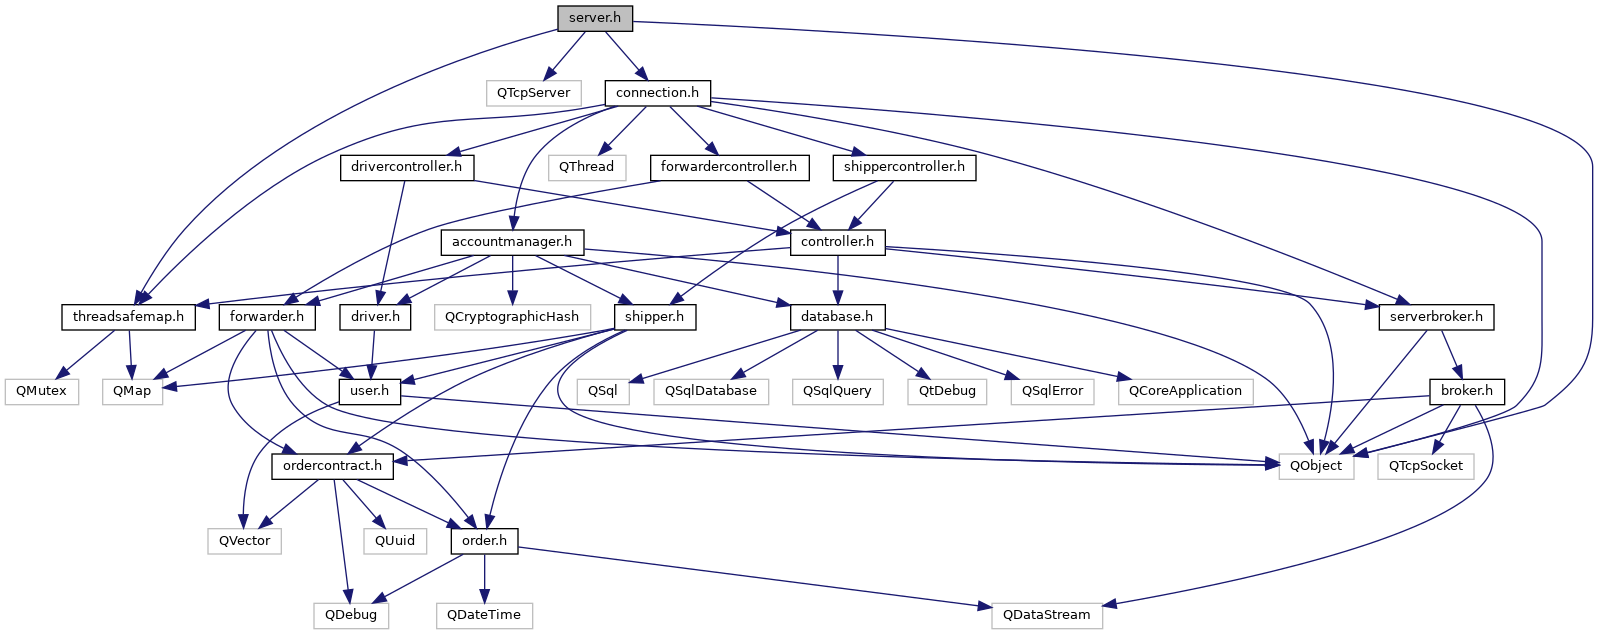 server.h
QTcpServer
connection.h
drivercontroller.h
QThread
forwardercontroller.h
shippercontroller.h
accountmanager.h
controller.h
threadsafemap.h
forwarder.h
driver.h
QCryptographicHash
shipper.h
database.h
serverbroker.h
QMutex
QMap
user.h
QSql
QSqlDatabase
QSqlQuery
QtDebug
QSqlError
QCoreApplication
broker.h
ordercontract.h
QObject
QTcpSocket
QVector
QUuid
order.h
QDebug
QDateTime
QDataStream